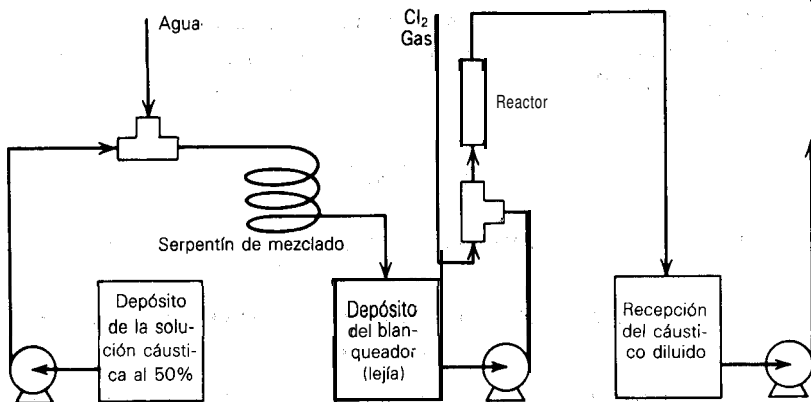 Agua
Cl₂
Gas
Reactor
Serpentín de mezclado
Depósito
de la solu-
ción cáusti-
ca al 50%
Depósito
del blan-
queador
(lejía)
Recepción
del cáusti-
co diluido